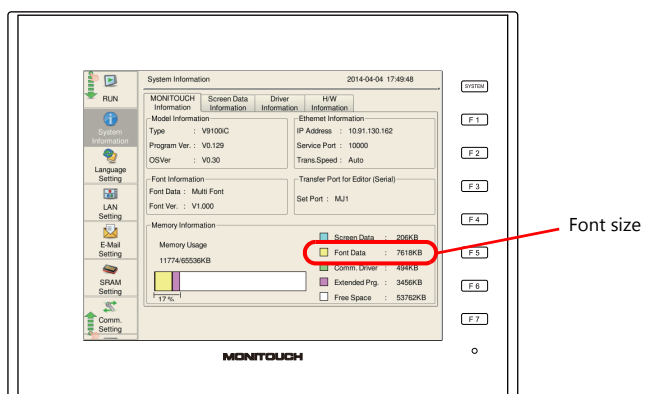 System Information 2014-04-04 17:49:48
RUN
System Information
Language Setting
LAN Setting
E-Mail Setting
SRAM Setting
Comm. Setting
MONITOUCH Information
Screen Data Information
Driver Information
H/W Information
Model Information
Type : V9100iC
Program Ver. : V0.129
OSVer : V0.30
Ethernet Information
IP Address : 10.91.130.162
Service Port : 10000
Trans.Speed : Auto
Font Information
Font Data : Multi Font
Font Ver. : V1.000
Transfer Port for Editor (Serial)
Set Port : MJ1
Memory Information
Memory Usage
11774/65536KB
17 %
Screen Data : 206KB
Font Data : 7618KB
Comm. Driver : 494KB
Extended Prg. : 3456KB
Free Space : 53762KB
SYSTEM
F 1
F 2
F 3
F 4
F 5
F 6
F 7
Font size
MONITOUCH